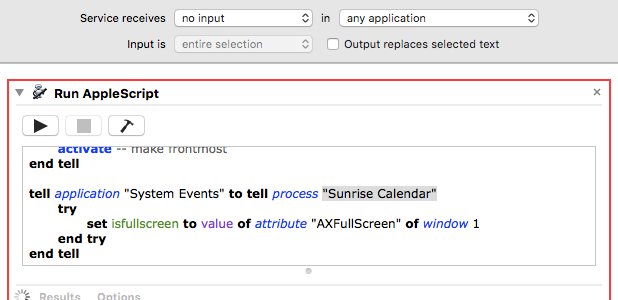 Service receives no input in any application
Input is entire selection Output replaces selected text
Run AppleScript
activate -- make frontmost
end tell
tell application "System Events" to tell process "Sunrise Calendar"
try
set isfullscreen to value of attribute "AXFullScreen" of window 1
end try
end tell
Results Options